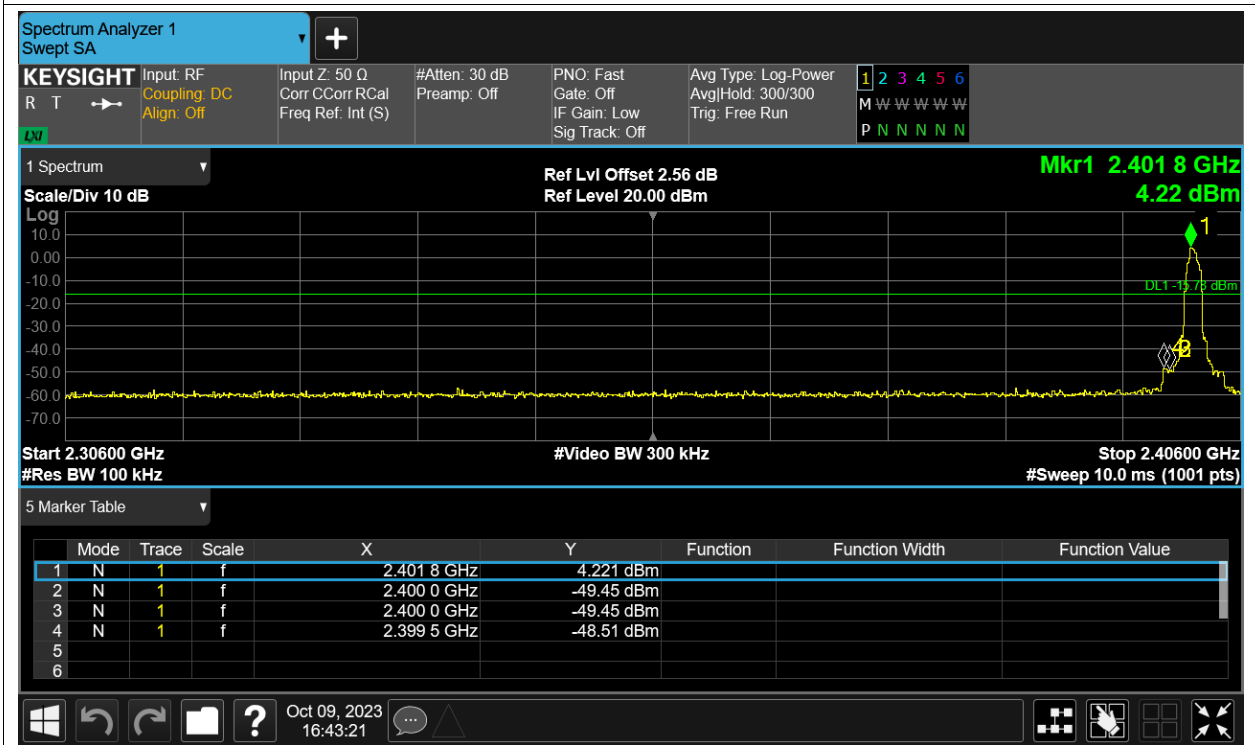 Spectrum Analyzer 1
Swept SA
+
KEYSIGHT
R T
LXI
Input: RF
Coupling: DC
Align: Off
Input Z: 50 Ω
Corr CCorr RCal
Freq Ref: Int (S)
#Atten: 30 dB
Preamp: Off
PNO: Fast
Gate: Off
IF Gain: Low
Sig Track: Off
Avg Type: Log-Power
Avg|Hold: 300/300
Trig: Free Run
1 2 3 4 5 6
M W W W W W W
P N N N N N
1 Spectrum
Scale/Div 10 dB
Ref Lvl Offset 2.56 dB
Ref Level 20.00 dBm
Mkr1 2.401 8 GHz
4.22 dBm
Log
10.0
0.00
-10.0
-20.0
-30.0
-40.0
-50.0
-60.0
-70.0
1
DL1 -15.78 dBm
Start 2.30600 GHz
#Res BW 100 kHz
#Video BW 300 kHz
Stop 2.40600 GHz
#Sweep 10.0 ms (1001 pts)
5 Marker Table
Mode Trace Scale X Y Function Function Width Function Value
1 N 1 f 2.401 8 GHz 4.221 dBm
2 N 1 f 2.400 0 GHz -49.45 dBm
3 N 1 f 2.400 0 GHz -49.45 dBm
4 N 1 f 2.399 5 GHz -48.51 dBm
5
6
?
Oct 09, 2023
16:43:21